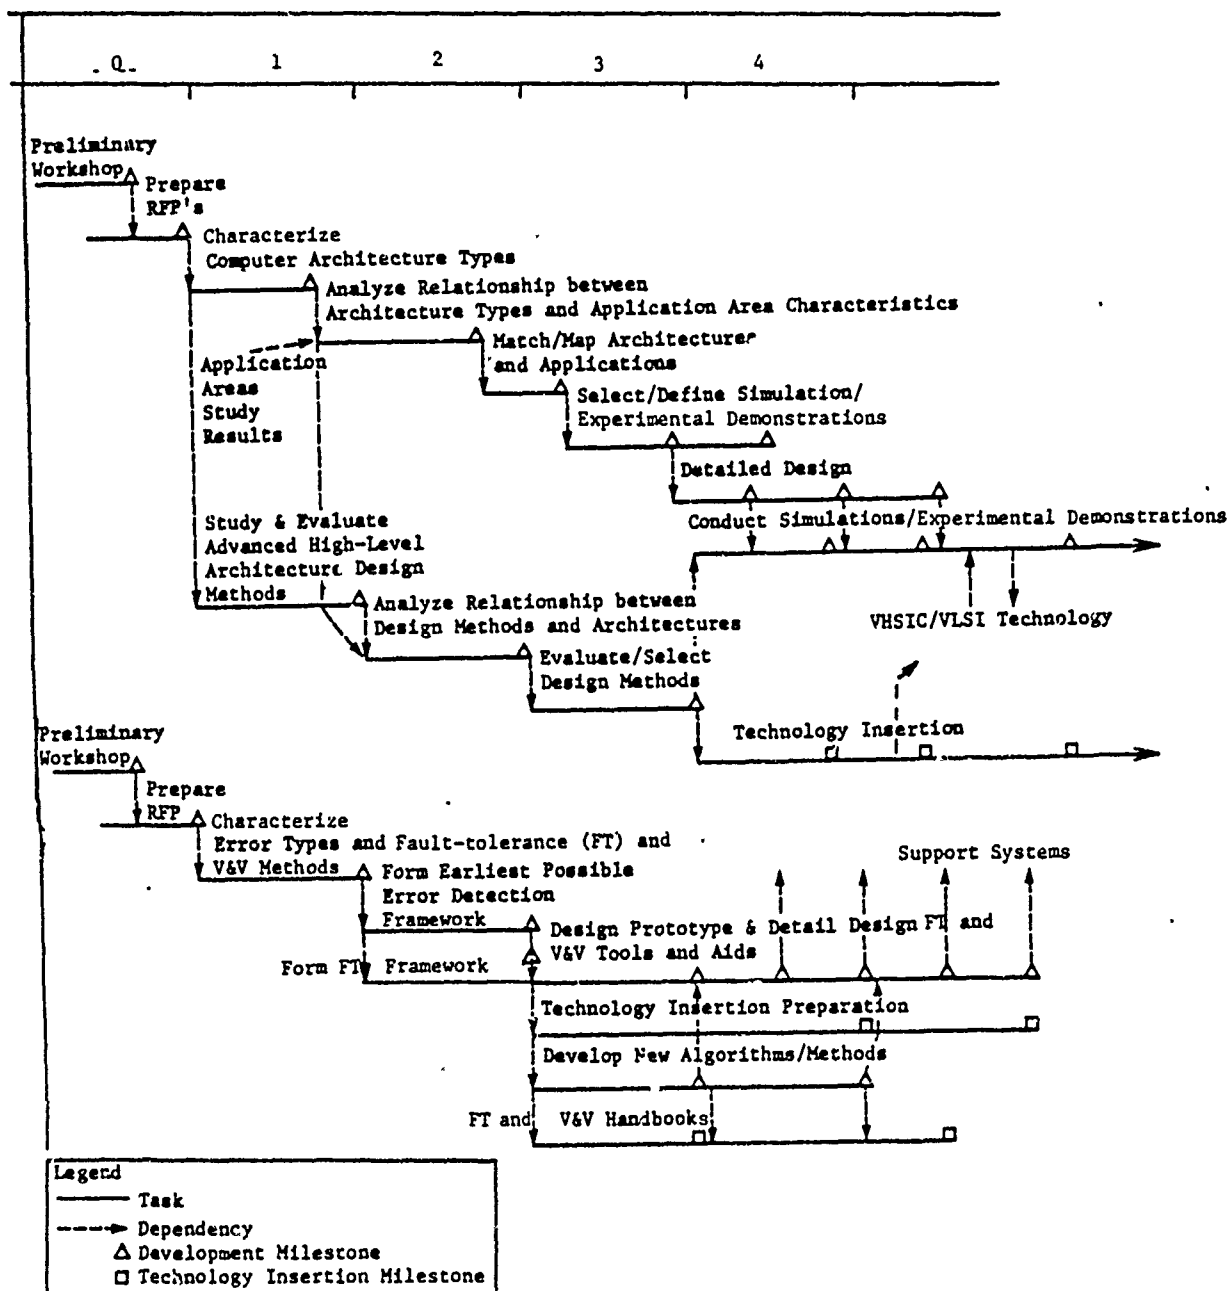 0 1 2 3 4
Preliminary
Workshop
Prepare
RFP's
Characterize
Computer Architecture Types
Analyze Relationship between
Architecture Types and Application Area Characteristics
Match/Map Architectures
and Applications
Application
Areas
Study
Results
Select/Define Simulation/
Experimental Demonstrations
Detailed Design
Conduct Simulations/Experimental Demonstrations
Study & Evaluate
Advanced High-Level
Architecture Design
Methods
Analyze Relationship between
Design Methods and Architectures
VHSIC/VLSI Technology
Evaluate/Select
Design Methods
Technology Insertion
Preliminary
Workshop
Prepare
RFP
Characterize
Error Types and Fault-tolerance (FT) and
V&V Methods
Support Systems
Form Earliest Possible
Error Detection
Framework
Design Prototype & Detail Design FT and
V&V Tools and Aids
Form FT Framework
Technology Insertion Preparation
Develop New Algorithms/Methods
FT and V&V Handbooks
Legend
Task
Dependency
Development Milestone
Technology Insertion Milestone